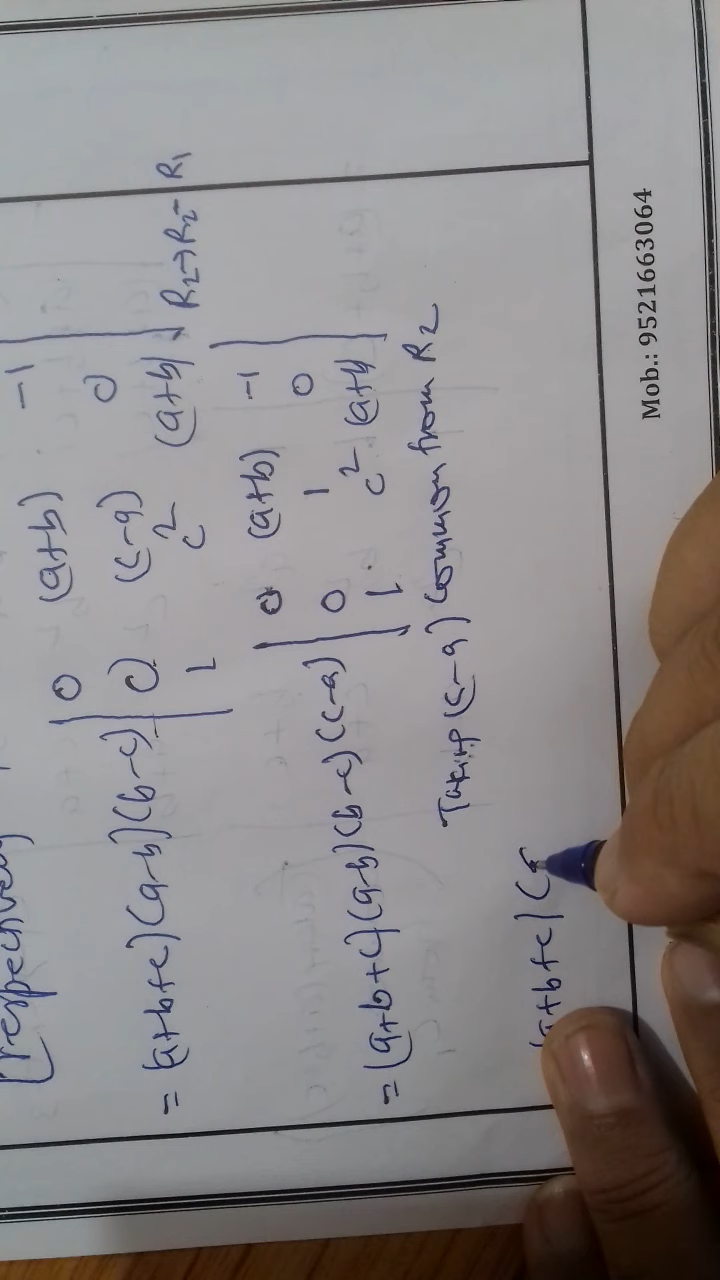 [respectively
0 (a+b) -1
= (a+b+c)(a-b)(b-c) 0 (c-a) 0
1 c² (a+b) R₂→R₂-R₁
0 (a+b) -1
= (a+b+c)(a-b)(b-c)(c-a) 0 1 0
1 c² (a+b)
Taking (c-a) common from R₂
(a+b+c) (
Mob.: 9521663064